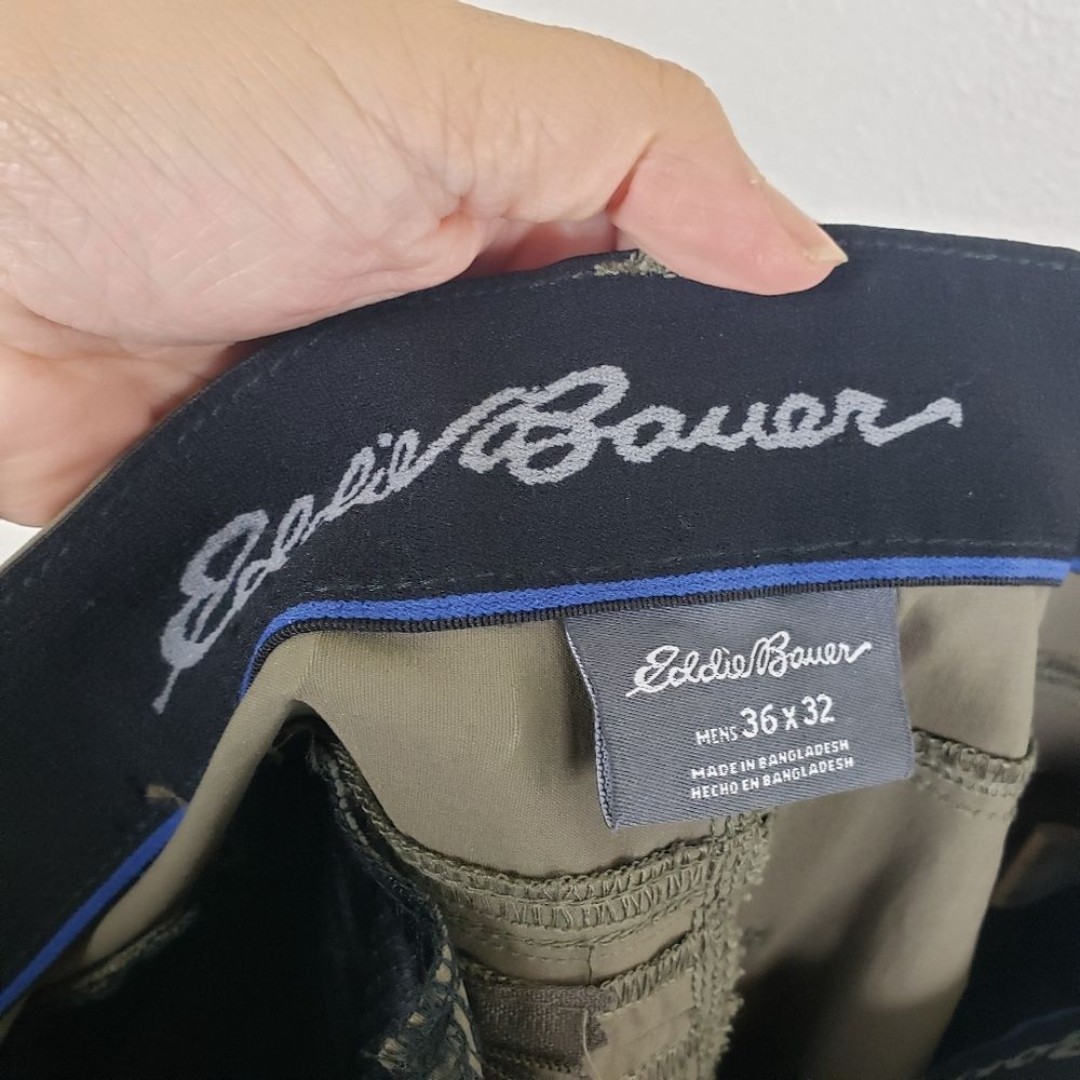 Eddie Bauer
Eddie Bauer
MENS 36 X 32
MADE IN BANGLADESH
HECHO EN BANGLADESH